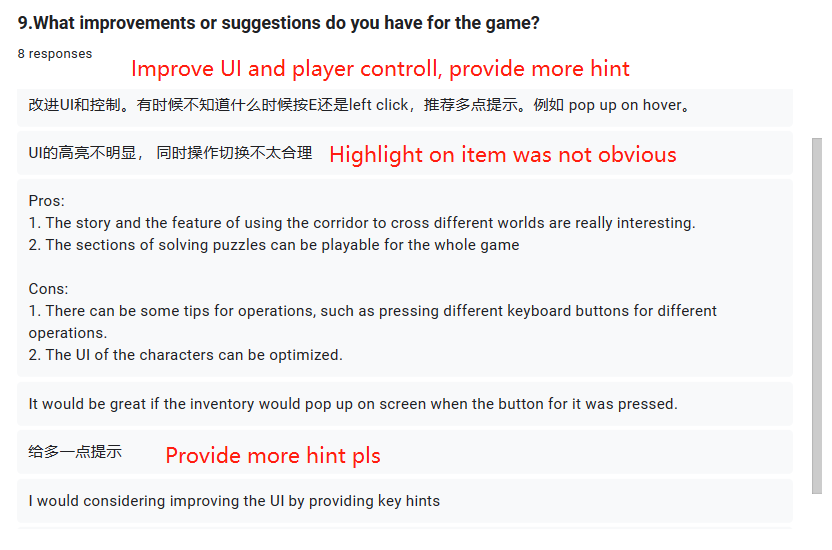 9.What improvements or suggestions do you have for the game?
8 responses
Improve UI and player controll, provide more hint
改进UI和控制。有时候不知道什么时候按E还是left click，推荐多点提示。例如 pop up on hover。
UI的高亮不明显， 同时操作切换不太合理
Highlight on item was not obvious
Pros:
1. The story and the feature of using the corridor to cross different worlds are really interesting.
2. The sections of solving puzzles can be playable for the whole game
Cons:
1. There can be some tips for operations, such as pressing different keyboard buttons for different
operations.
2. The UI of the characters can be optimized.
It would be great if the inventory would pop up on screen when the button for it was pressed.
给多一点提示
Provide more hint pls
I would considering improving the UI by providing key hints